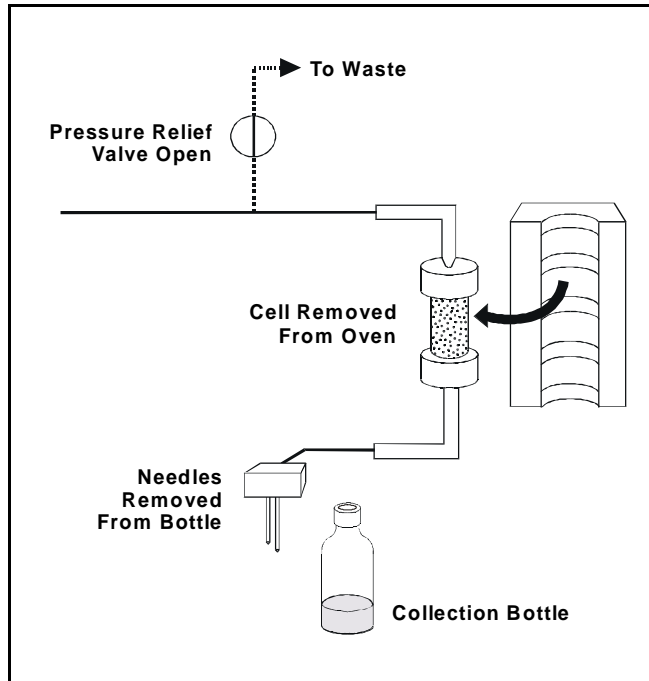 To Waste
Pressure Relief
Valve Open
Cell Removed
From Oven
Needles
Removed
From Bottle
Collection Bottle